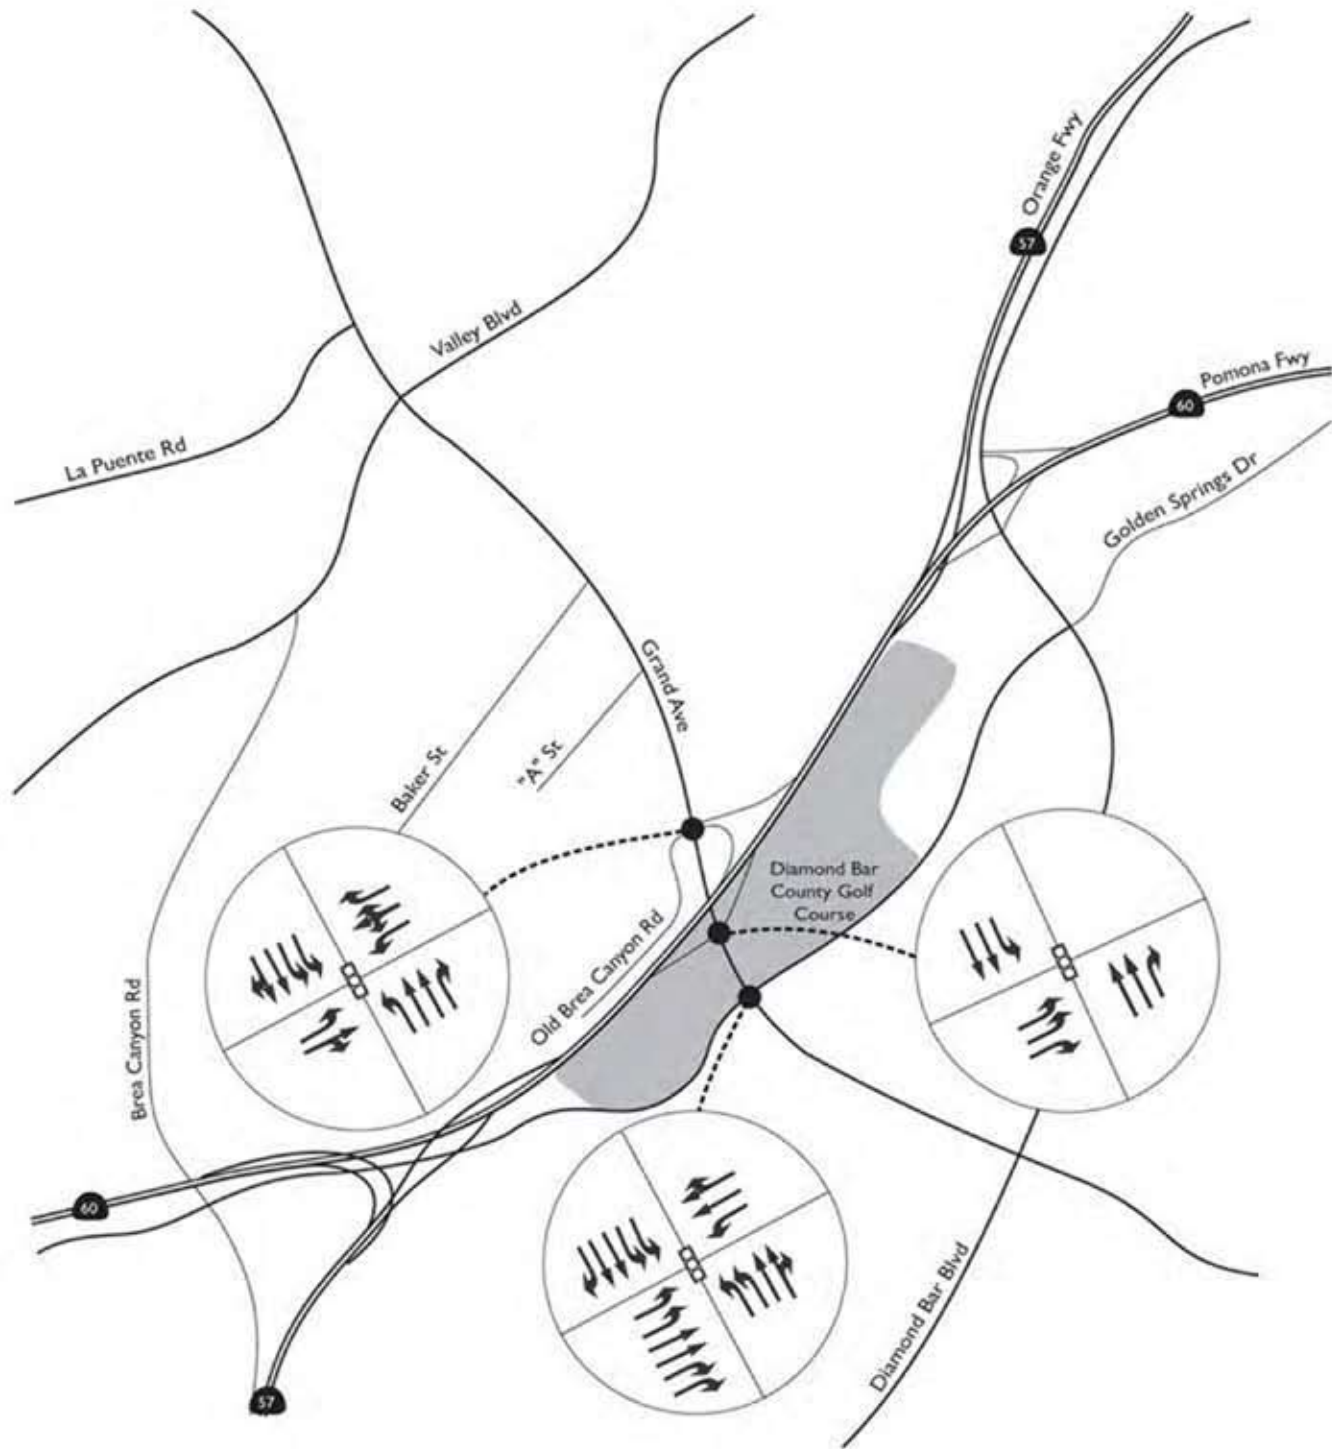 Orange Fwy
57
Valley Blvd
Pomona Fwy
60
La Puente Rd
Golden Springs Dr
Grand Ave
Baker St
"A" St
Diamond Bar
County Golf
Course
Old Brea Canyon Rd
Brea Canyon Rd
60
Diamond Bar Blvd
57